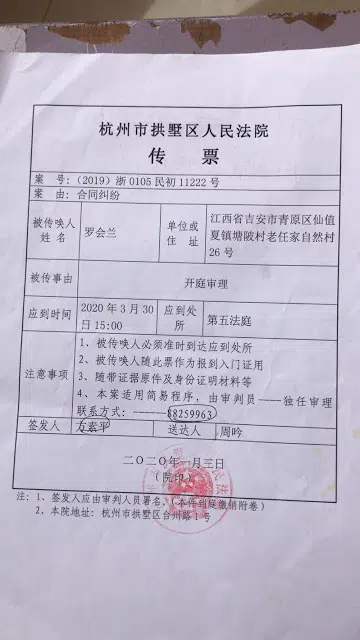 杭州市拱墅区人民法院
传 票
案 号:（2019）浙 0105 民初 11222 号
案 由: 合同纠纷
被传唤人姓名 罗会兰 单位或住址 江西省吉安市青原区仙值
夏镇塘陂村老任家自然村
26 号
被传事由 开庭审理
应到时间 2020 年 3 月 30
日 15:00 应到处所 第五法庭
注意事项 1、被传唤人必须准时到达应到处所
2、被传唤人随此票作为报到入门证用
3、随带证据原件及身份证明材料等
4、本案适用简易程序，由审判员----独任审理
联系方式: ------88259963
签发人 方素平 送达人 周吟
二〇二〇年一月三日
（院印）
注: 1、签发人应由审判人员署名。（本件到庭缴销附卷）
2、本院地址: 杭州市拱墅区台州路 1 号